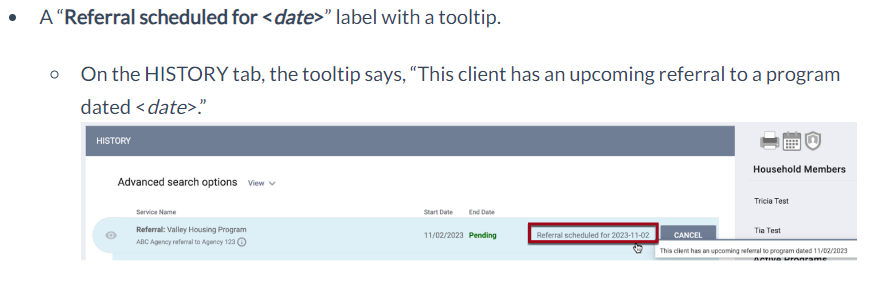 A “Referral scheduled for <date>” label with a tooltip.
On the HISTORY tab, the tooltip says, “This client has an upcoming referral to a program
dated <date>.”
HISTORY
Advanced search options View
Service Name Start Date End Date
Referral: Valley Housing Program
ABC Agency referral to Agency 123
11/02/2023 Pending
Referral scheduled for 2023-11-02
CANCEL
This client has an upcoming referral to program dated 11/02/2023
Household Members
Tricia Test
Tia Test
Active Programs